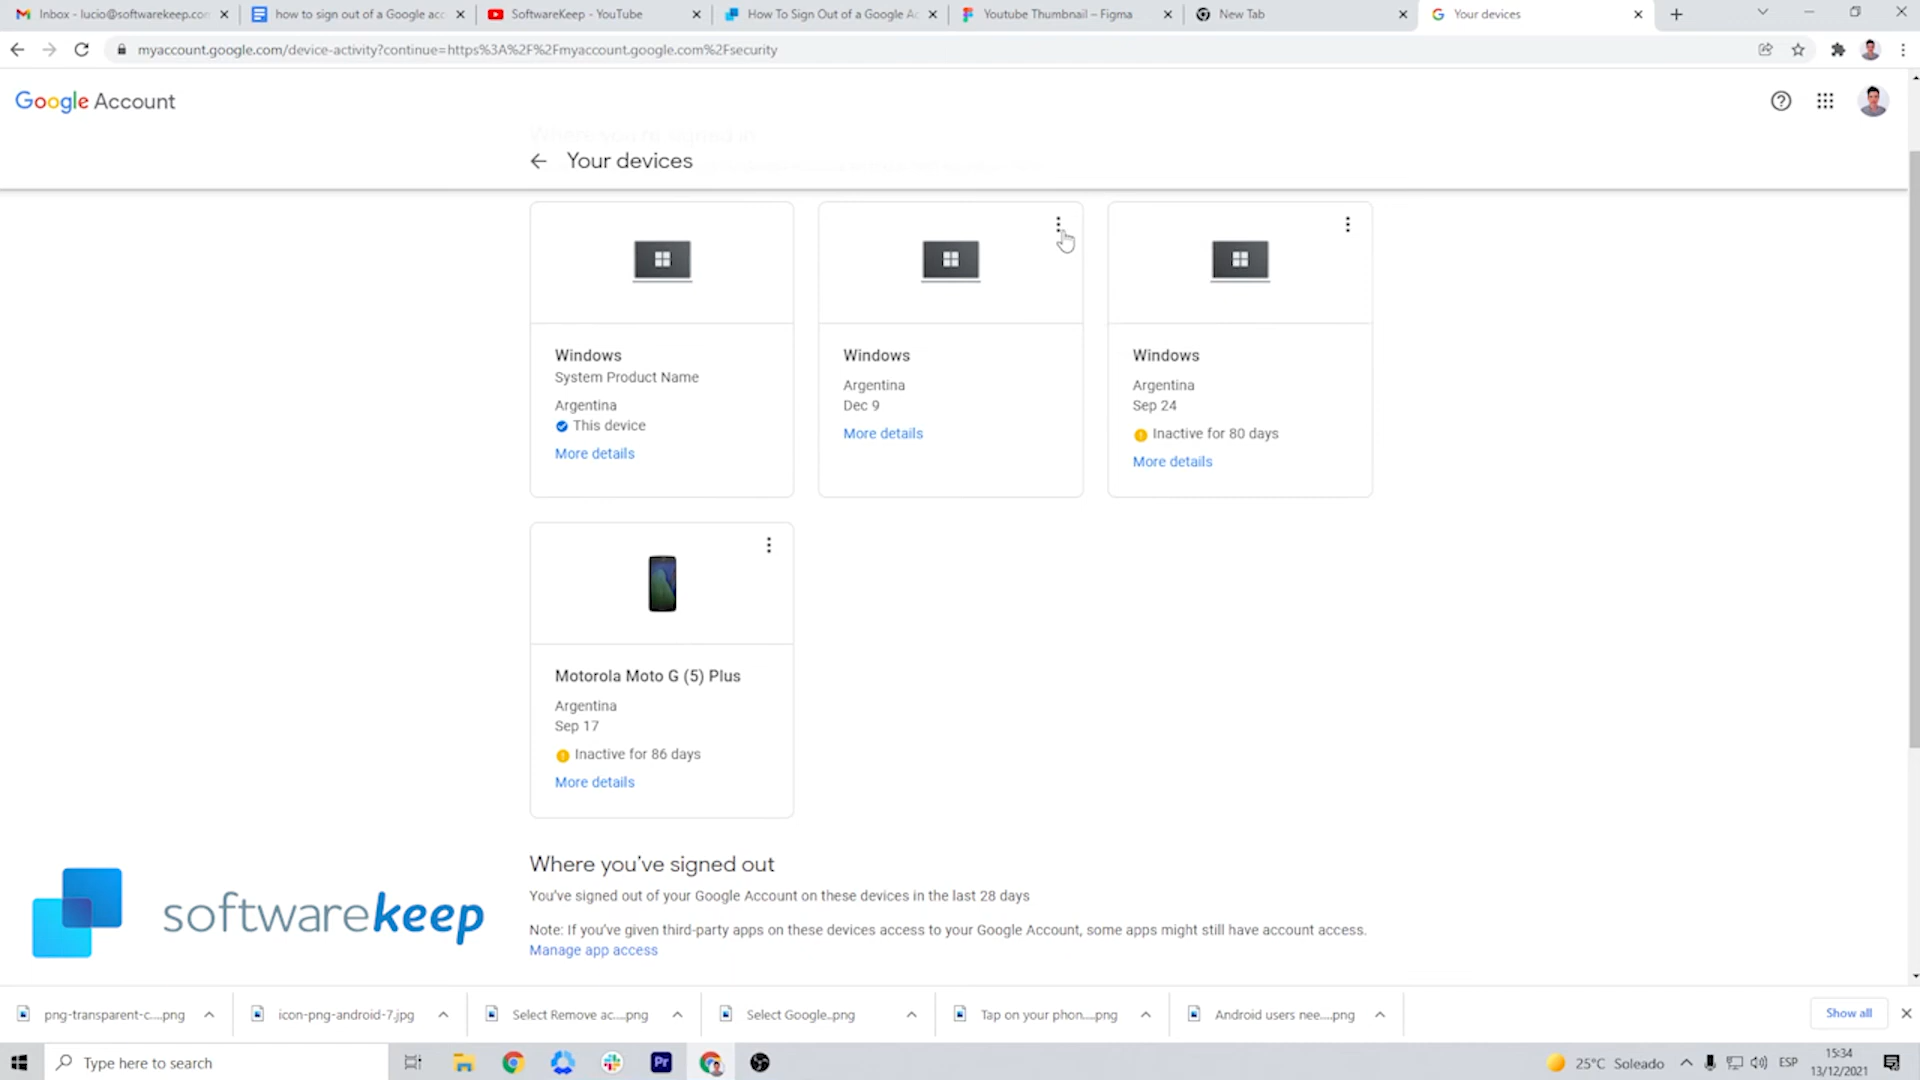 Inbox - lucio@softwarekeep.con
how to sign out of a Google acc
SoftwareKeep - YouTube
How To Sign Out of a Google Ac
Youtube Thumbnail – Figma
New Tab
Your devices
myaccount.google.com/device-activity?continue=https%3A%2F%2Fmyaccount.google.com%2Fsecurity
Google Account
Your devices
Windows
System Product Name
Argentina
This device
More details
Windows
Argentina
Dec 9
More details
Windows
Argentina
Sep 24
Inactive for 80 days
More details
Motorola Moto G (5) Plus
Argentina
Sep 17
Inactive for 86 days
More details
Where you've signed out
You've signed out of your Google Account on these devices in the last 28 days
Note: If you've given third-party apps on these devices access to your Google Account, some apps might still have account access.
Manage app access
softwarekeep
png-transparent-c....png
icon-png-android-7.jpg
Select Remove ac....png
Select Google..png
Tap on your phon....png
Android users nee....png
Show all
Type here to search
Pr
25°C Soleado
ESP
15:34
13/12/2021